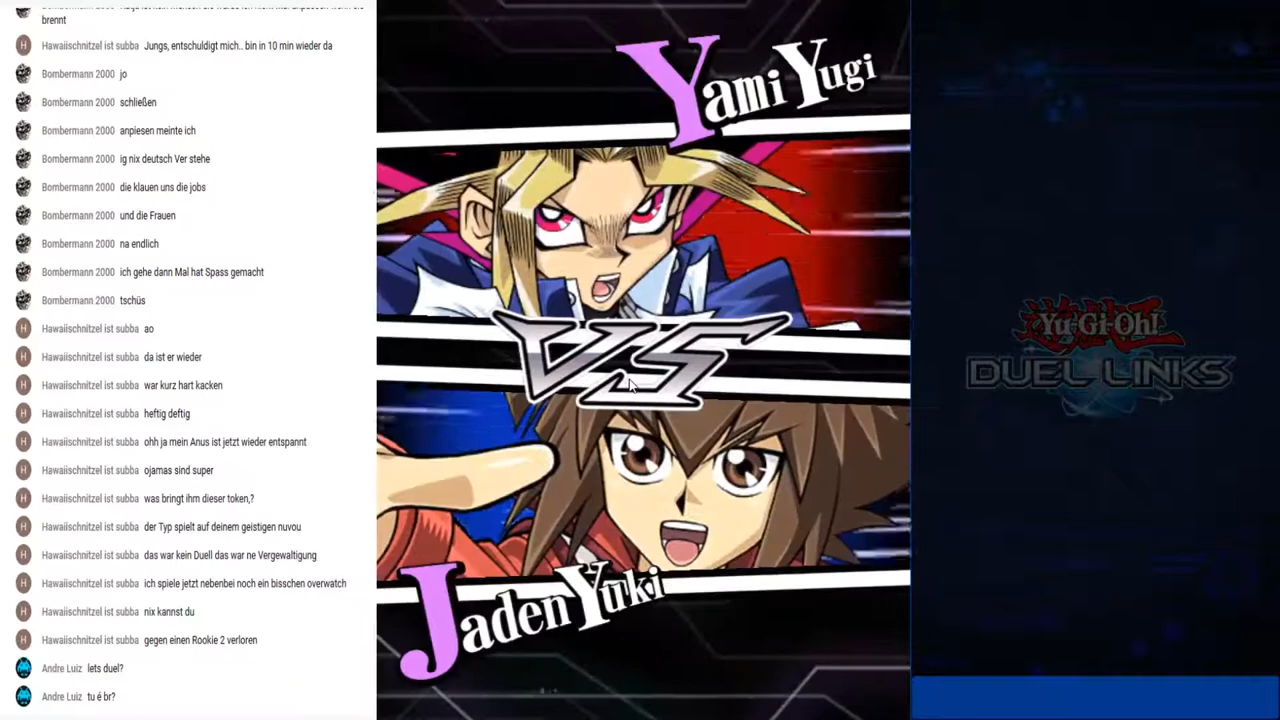 brennt
Hawaiischnitzel ist subba Jungs, entschuldigt mich.. bin in 10 min wieder da
Bombermann 2000 jo
Bombermann 2000 schließen
Bombermann 2000 anpiesen meinte ich
Bombermann 2000 ig nix deutsch Ver stehe
Bombermann 2000 die klauen uns die jobs
Bombermann 2000 und die Frauen
Bombermann 2000 na endlich
Bombermann 2000 ich gehe dann Mal hat Spass gemacht
Bombermann 2000 tschüs
Hawaiischnitzel ist subba ao
Hawaiischnitzel ist subba da ist er wieder
Hawaiischnitzel ist subba war kurz hart kacken
Hawaiischnitzel ist subba heftig deftig
Hawaiischnitzel ist subba ohh ja mein Anus ist jetzt wieder entspannt
Hawaiischnitzel ist subba ojamas sind super
Hawaiischnitzel ist subba was bringt ihm dieser token,?
Hawaiischnitzel ist subba der Typ spielt auf deinem geistigen nuvou
Hawaiischnitzel ist subba das war kein Duell das war ne Vergewaltigung
Hawaiischnitzel ist subba ich spiele jetzt nebenbei noch ein bisschen overwatch
Hawaiischnitzel ist subba nix kannst du
Hawaiischnitzel ist subba gegen einen Rookie 2 verloren
Andre Luiz lets duel?
Andre Luiz tu é br?
Yami Yugi
VS
Jaden Yuki
Yu-Gi-Oh!
DUEL LINKS